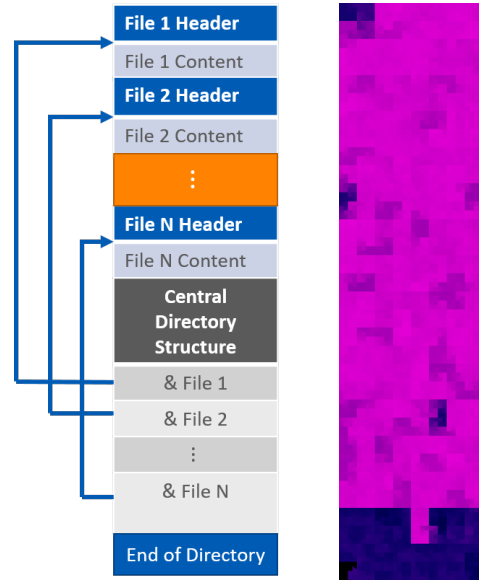 File 1 Header
File 1 Content
File 2 Header
File 2 Content
⋮
File N Header
File N Content
Central
Directory
Structure
& File 1
& File 2
⋮
& File N
End of Directory